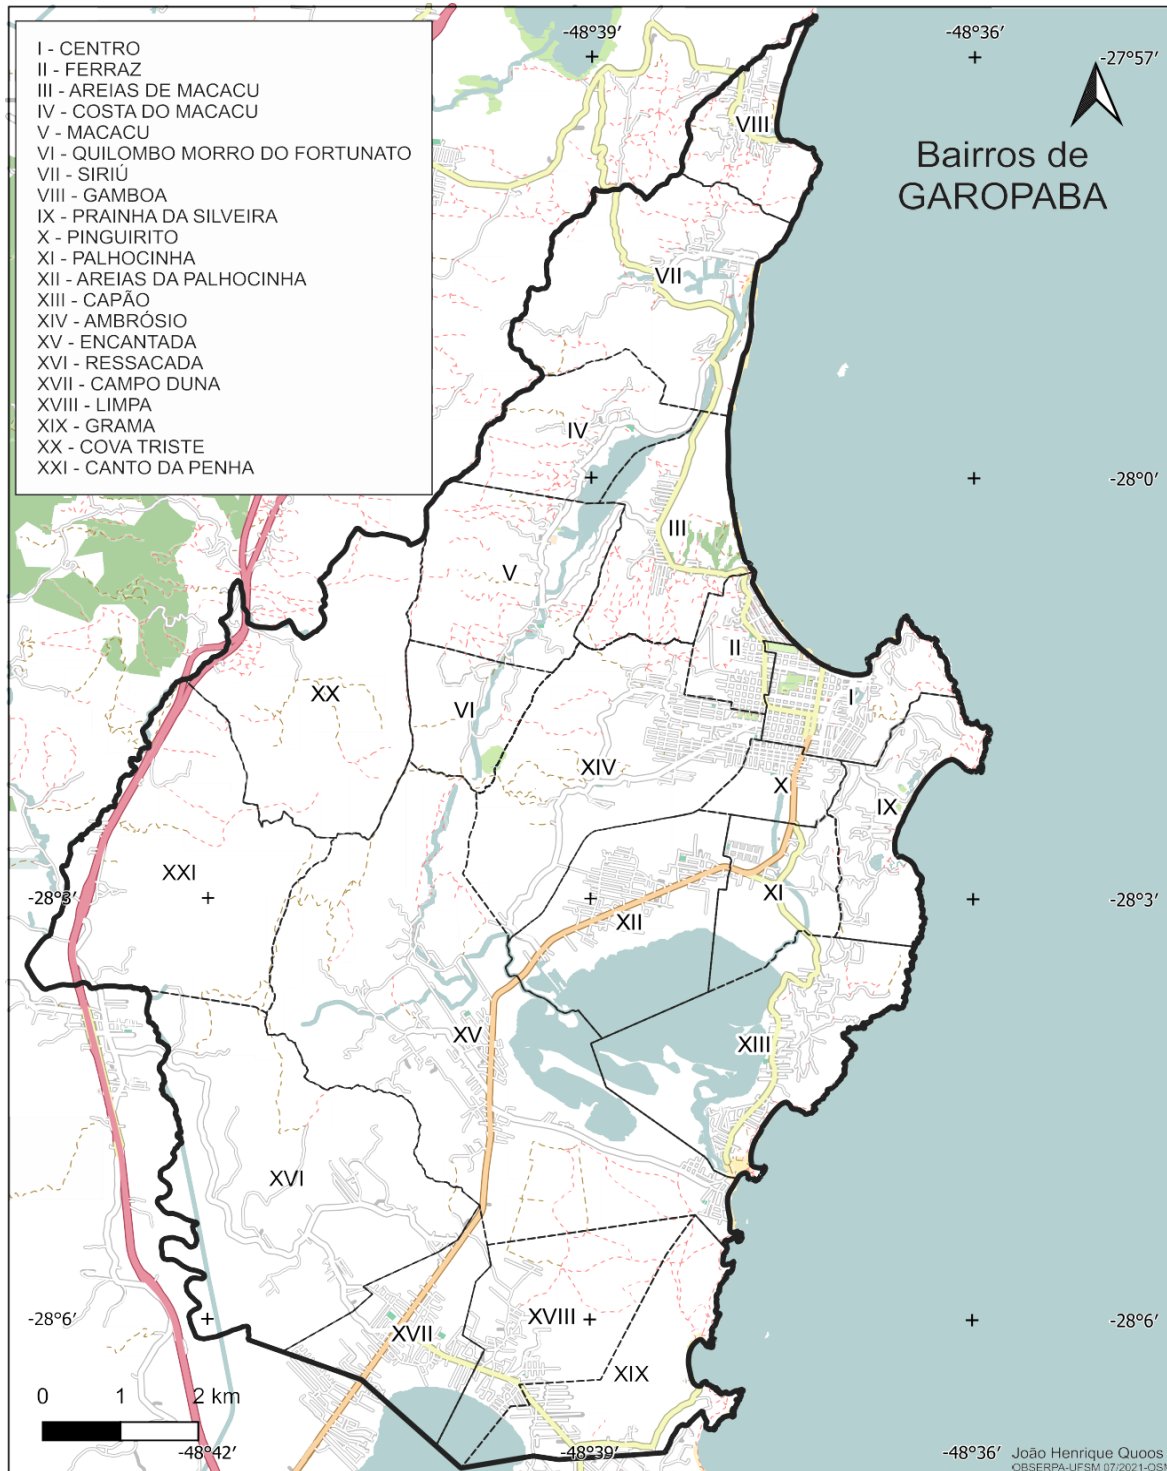 I - CENTRO
II - FERRAZ
III - AREIAS DE MACACU
IV - COSTA DO MACACU
V - MACACU
VI - QUILOMBO MORRO DO FORTUNATO
VII - SIRIÚ
VIII - GAMBOA
IX - PRAINHA DA SILVEIRA
X - PINGUIRITO
XI - PALHOCINHA
XII - AREIAS DA PALHOCINHA
XIII - CAPÃO
XIV - AMBRÓSIO
XV - ENCANTADA
XVI - RESSACADA
XVII - CAMPO DUNA
XVIII - LIMPA
XIX - GRAMA
XX - COVA TRISTE
XXI - CANTO DA PENHA
-48°39' -48°36'
-27°57'
Bairros de
GAROPABA
VIII
VII
IV
-28°0'
III
V
II
XX
VI
I
XIV
X
IX
XXI
-28°3' XI -28°3'
XII
XV
XIII
XVI
-28°6' XVIII -28°6'
XVII
XIX
0 1 2 km
-48°42' -48°39' -48°36'
João Henrique Quoos
OBSERPA-UFSM 07/2021-OSM